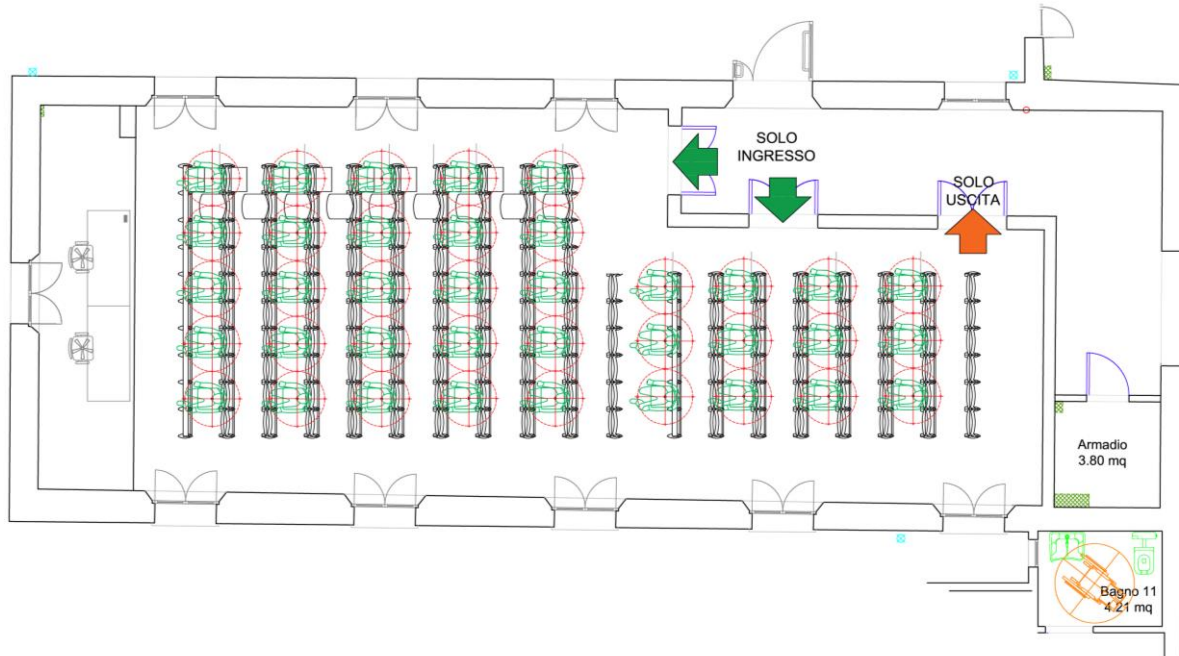 SOLO
INGRESSO
SOLO
USCITA
Armadio
3.80 mq
Bagno 11
4.21 mq